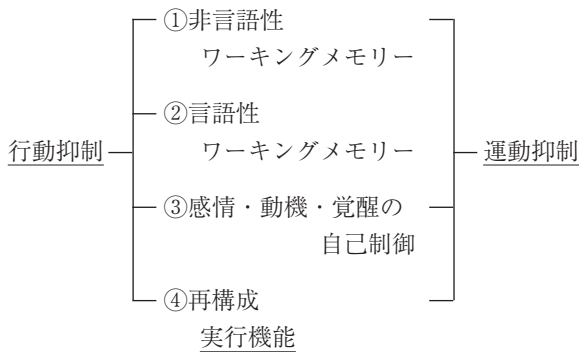 ①非言語性
ワーキングメモリー
②言語性
行動抑制
ワーキングメモリー
運動抑制
③感情・動機・覚醒の
自己制御
④再構成
実行機能